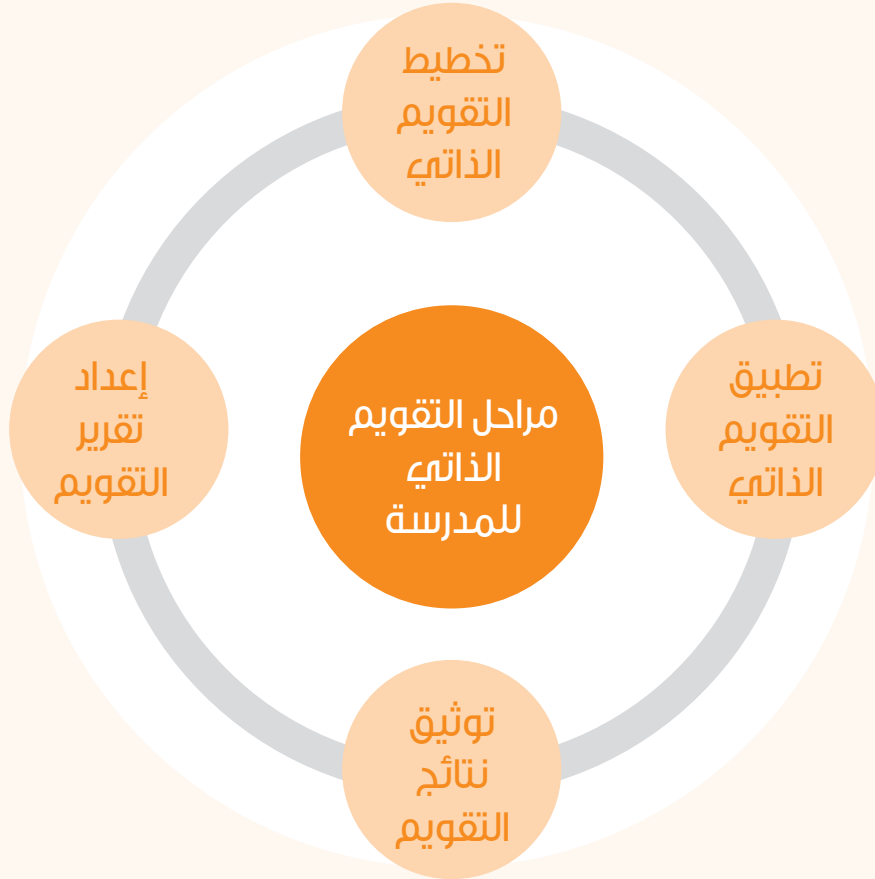 تخطيط
التقويم
الذاتي
تطبيق
التقويم
الذاتي
مراحل التقويم
الذاتي
للمدرسة
إعداد
تقرير
التقويم
توثيق
نتائج
التقويم